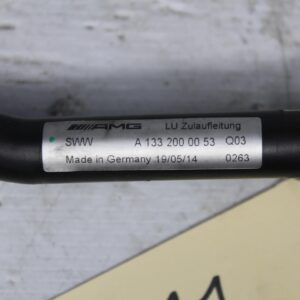 AMG LU Zulaufleitung
SWW A 133 200 00 53 Q03
Made in Germany 19/05/14 0263